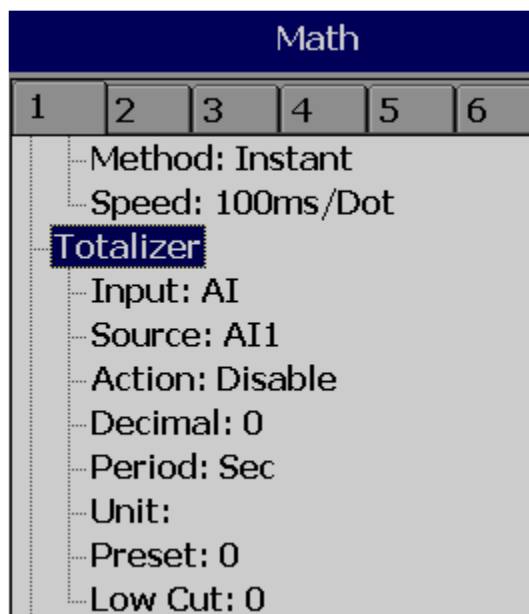 Math
1 2 3 4 5 6
Method: Instant
Speed: 100ms/Dot
Totalizer
Input: AI
Source: AI1
Action: Disable
Decimal: 0
Period: Sec
Unit:
Preset: 0
Low Cut: 0